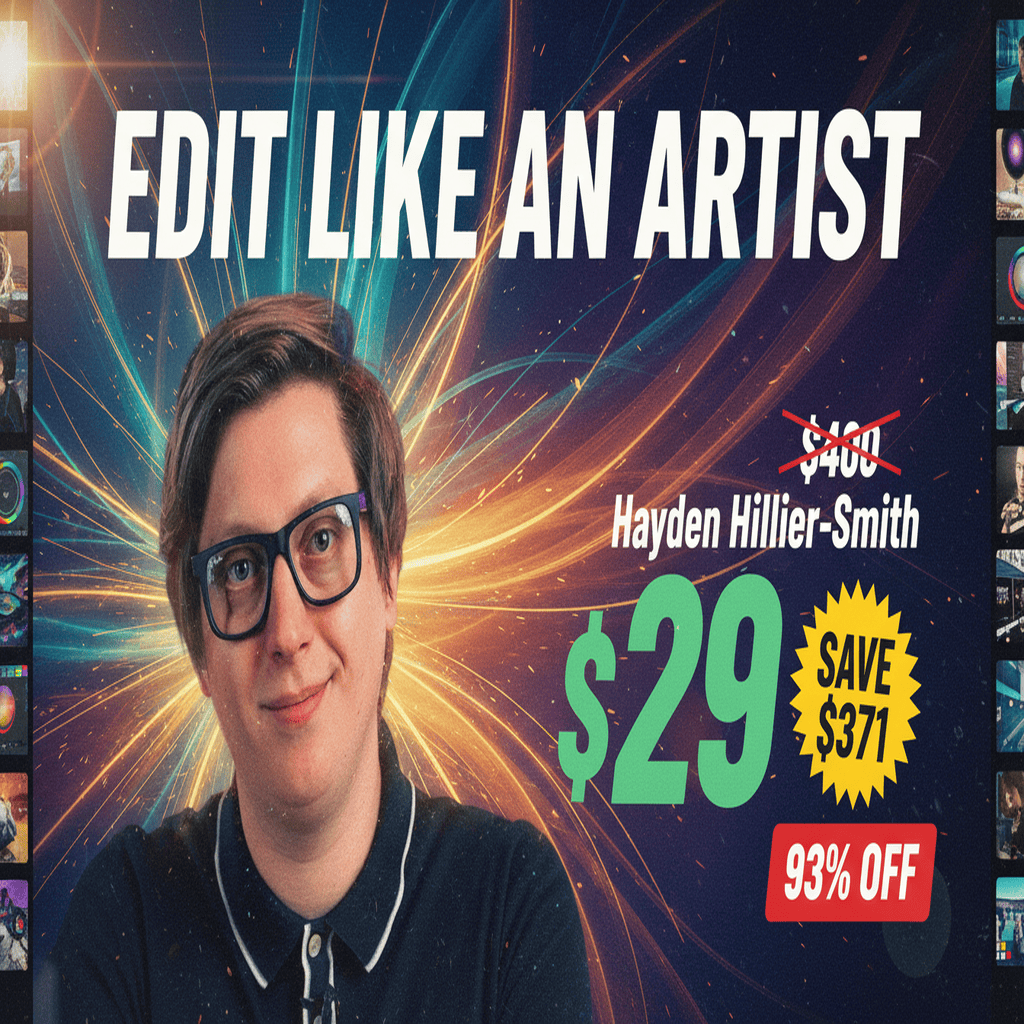 EDIT LIKE AN ARTIST
$400
Hayden Hillier-Smith
$29
SAVE
$371
93% OFF